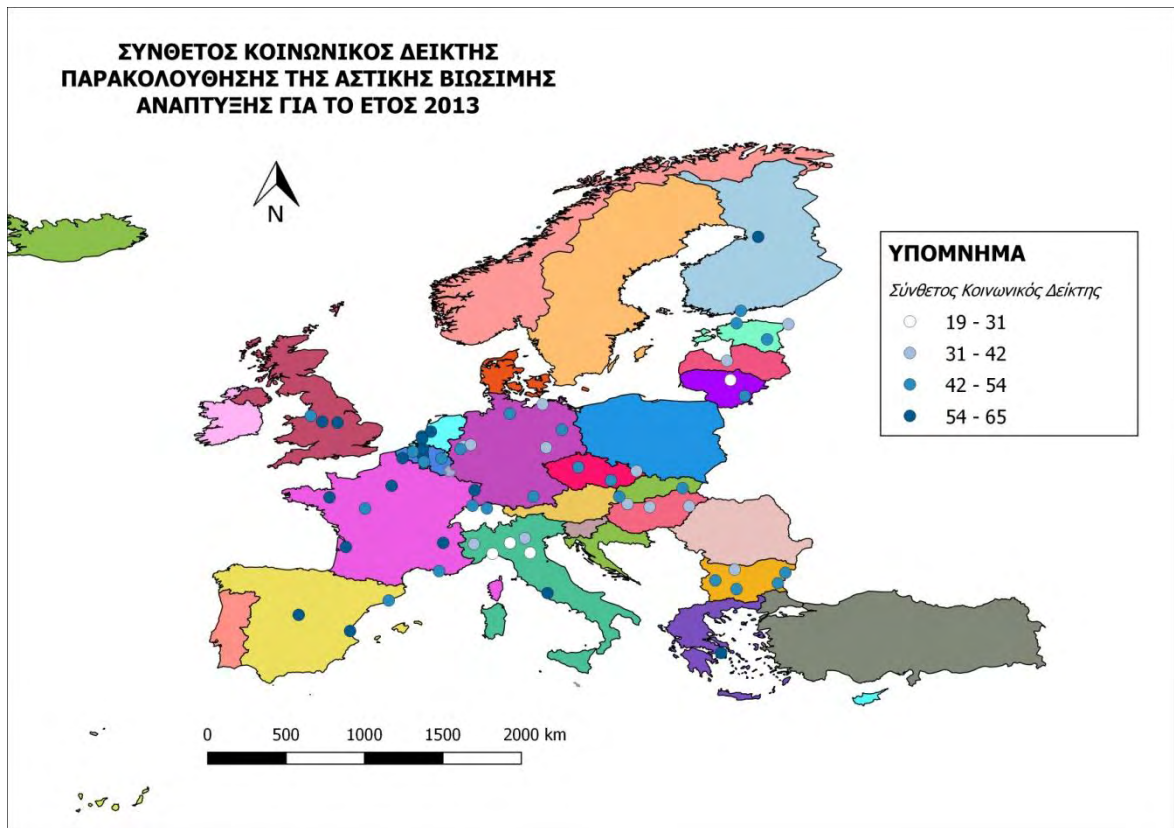 ΣΥΝΘΕΤΟΣ ΚΟΙΝΩΝΙΚΟΣ ΔΕΙΚΤΗΣ
ΠΑΡΑΚΟΛΟΥΘΗΣΗΣ ΤΗΣ ΑΣΤΙΚΗΣ ΒΙΩΣΙΜΗΣ
ΑΝΑΠΤΥΞΗΣ ΓΙΑ ΤΟ ΕΤΟΣ 2013
N
ΥΠΟΜΝΗΜΑ
Σύνθετος Κοινωνικός Δείκτης
19 - 31
31 - 42
42 - 54
54 - 65
0 500 1000 1500 2000 km